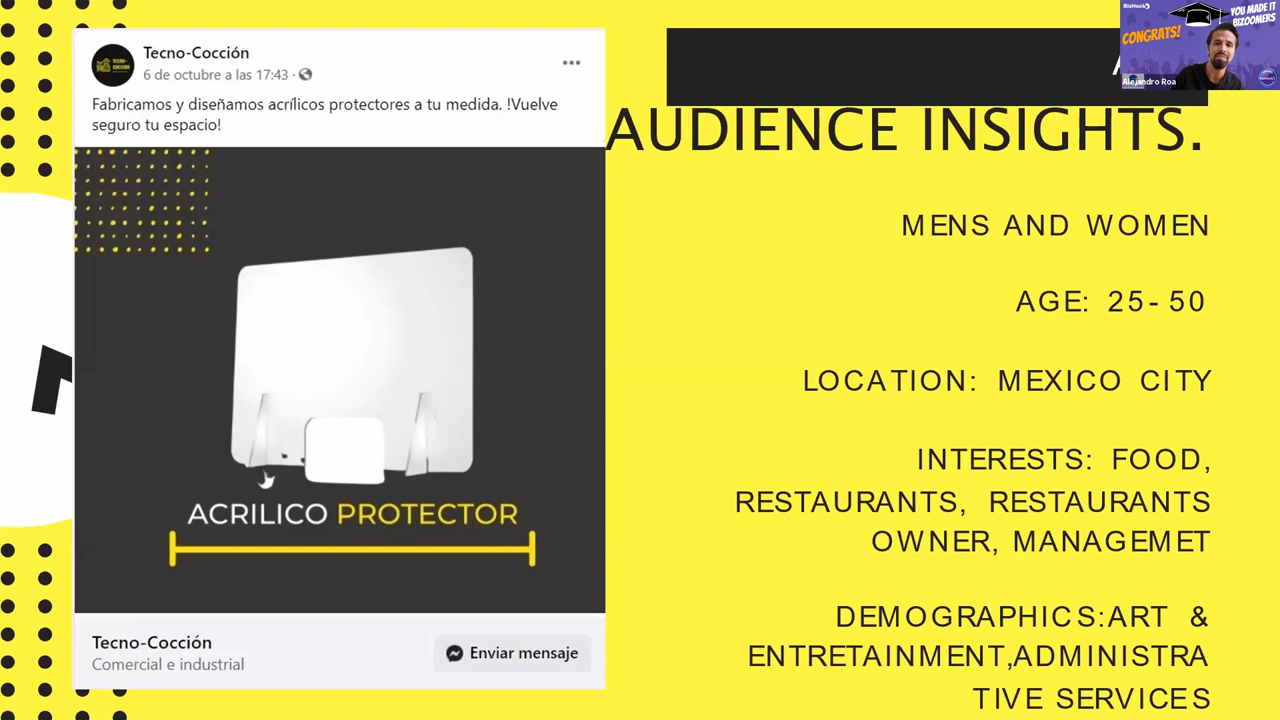 Tecno-Cocción
6 de octubre a las 17:43 ·
Fabricamos y diseñamos acrílicos protectores a tu medida. !Vuelve
seguro tu espacio!
ACRILICO PROTECTOR
Tecno-Cocción
Comercial e industrial
Enviar mensaje
AUDIENCE INSIGHTS.
MENS AND WOMEN
AGE: 25-50
LOCATION: MEXICO CITY
INTERESTS: FOOD,
RESTAURANTS, RESTAURANTS
OWNER, MANAGEMET
DEMOGRAPHICS:ART &
ENTRETAINMENT,ADMINISTRA
TIVE SERVICES
BizHack
CONGRATS!
YOU MADE IT
BIZOOMERS
Alejandro Roa